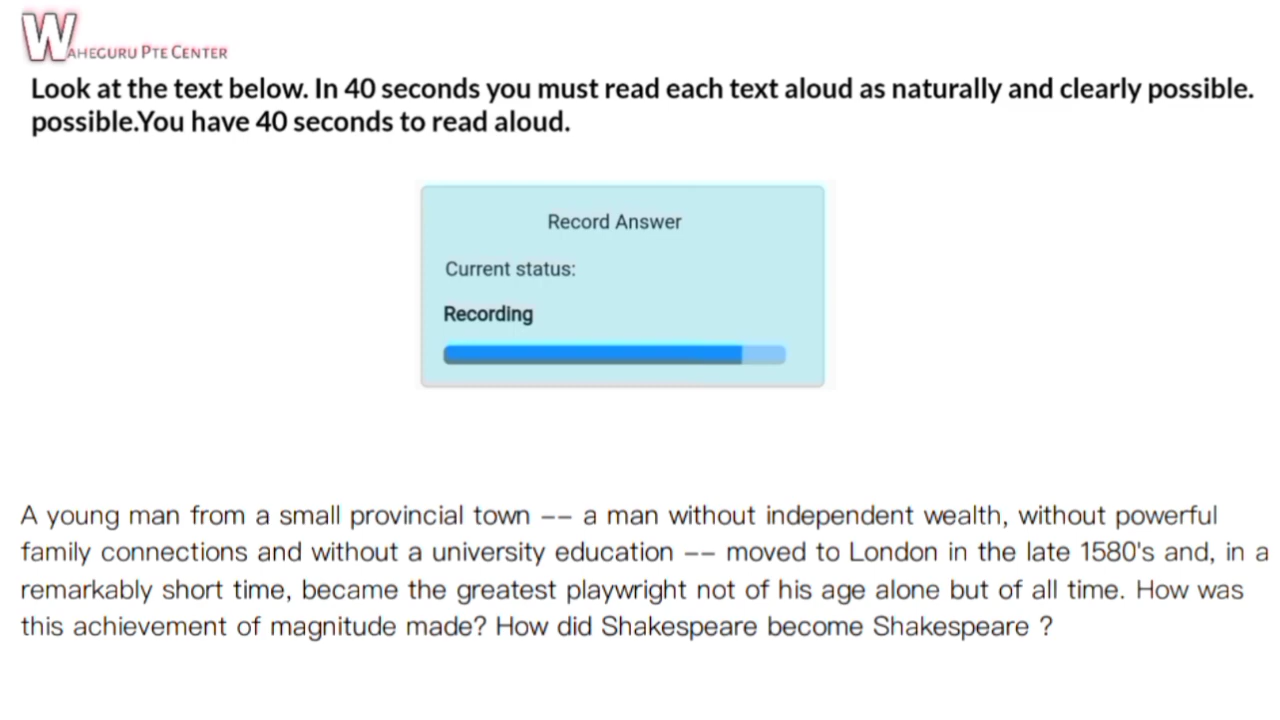 WAHEGURU PTE CENTER
Look at the text below. In 40 seconds you must read each text aloud as naturally and clearly possible.
possible.You have 40 seconds to read aloud.
Record Answer
Current status:
Recording
A young man from a small provincial town -- a man without independent wealth, without powerful
family connections and without a university education -- moved to London in the late 1580's and, in a
remarkably short time, became the greatest playwright not of his age alone but of all time. How was
this achievement of magnitude made? How did Shakespeare become Shakespeare ?